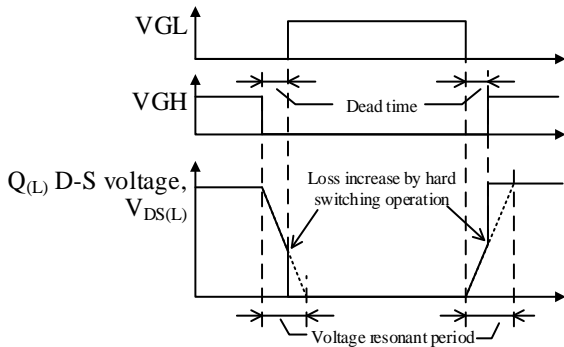 VGL
VGH
Dead time
Q(L) D-S voltage,
VDS(L)
Loss increase by hard
switching operation
Voltage resonant period